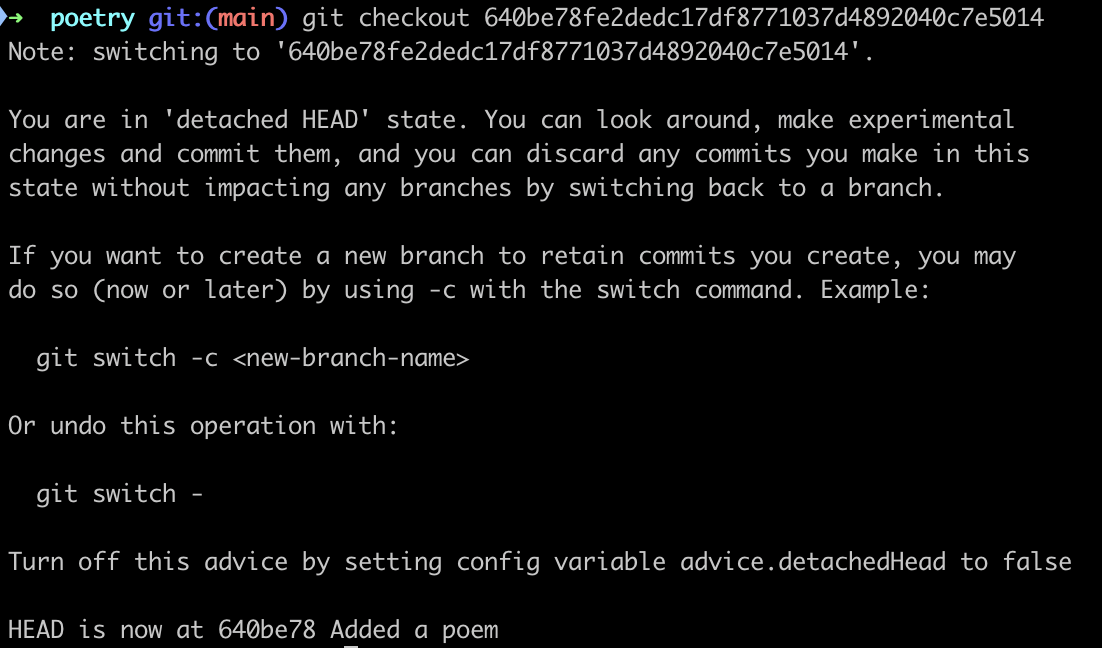 ➜ poetry git:(main) git checkout 640be78fe2dedc17df8771037d4892040c7e5014
Note: switching to '640be78fe2dedc17df8771037d4892040c7e5014'.
You are in 'detached HEAD' state. You can look around, make experimental
changes and commit them, and you can discard any commits you make in this
state without impacting any branches by switching back to a branch.
If you want to create a new branch to retain commits you create, you may
do so (now or later) by using -c with the switch command. Example:
git switch -c <new-branch-name>
Or undo this operation with:
git switch -
Turn off this advice by setting config variable advice.detachedHead to false
HEAD is now at 640be78 Added a poem